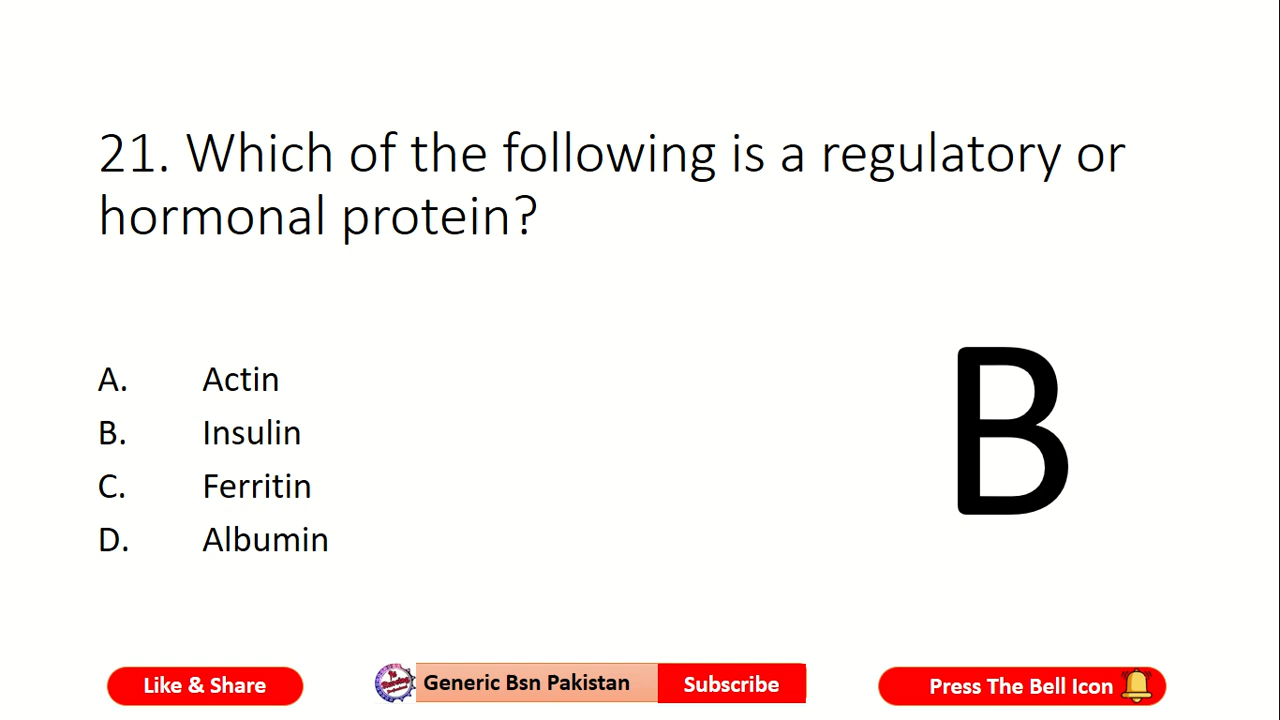 21. Which of the following is a regulatory or
hormonal protein?
A. Actin
B. Insulin
C. Ferritin
D. Albumin
B
Like & Share
Generic Bsn Pakistan
Subscribe
Press The Bell Icon